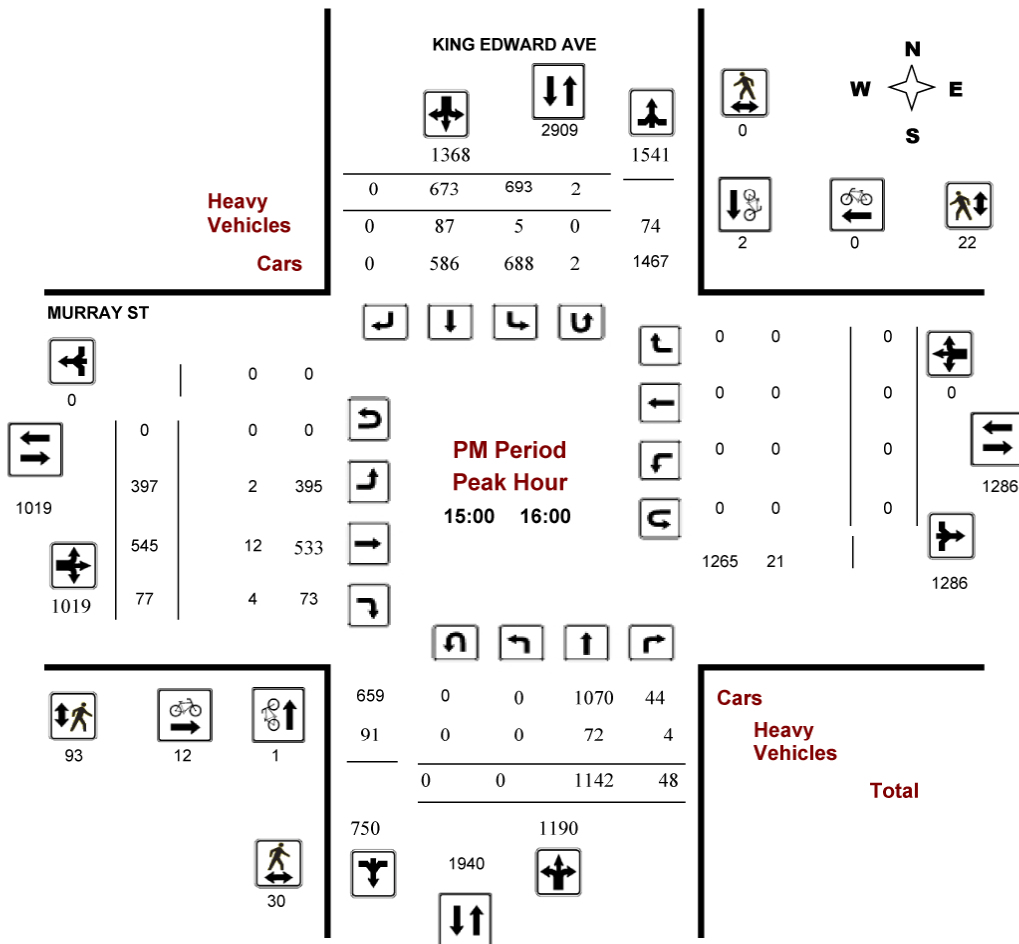 KING EDWARD AVE
N
W E
S
2909
0
1368 1541
0 673 693 2
Heavy
Vehicles
0 87 5 0 74
2 0 22
Cars
0 586 688 2 1467
MURRAY ST
0 0 0
0 0
0
0 0 0 0
0 0 0
PM Period
Peak Hour
15:00 16:00
0 0 0
397 2 395
1019
1286
0 0 0
545 12 533
1265 21
1286
1019
77 4 73
659 0 0 1070 44
Cars
91 0 0 72 4
Heavy
Vehicles
93 12 1
0 0 1142 48
Total
750 1190
1940
30